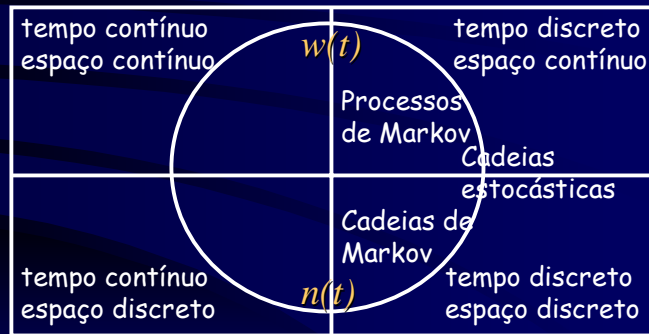 tempo contínuo
espaço contínuo
w(t)
tempo discreto
espaço contínuo
Processos
de Markov
Cadeias
estocásticas
Cadeias de
Markov
tempo contínuo
espaço discreto
n(t)
tempo discreto
espaço discreto